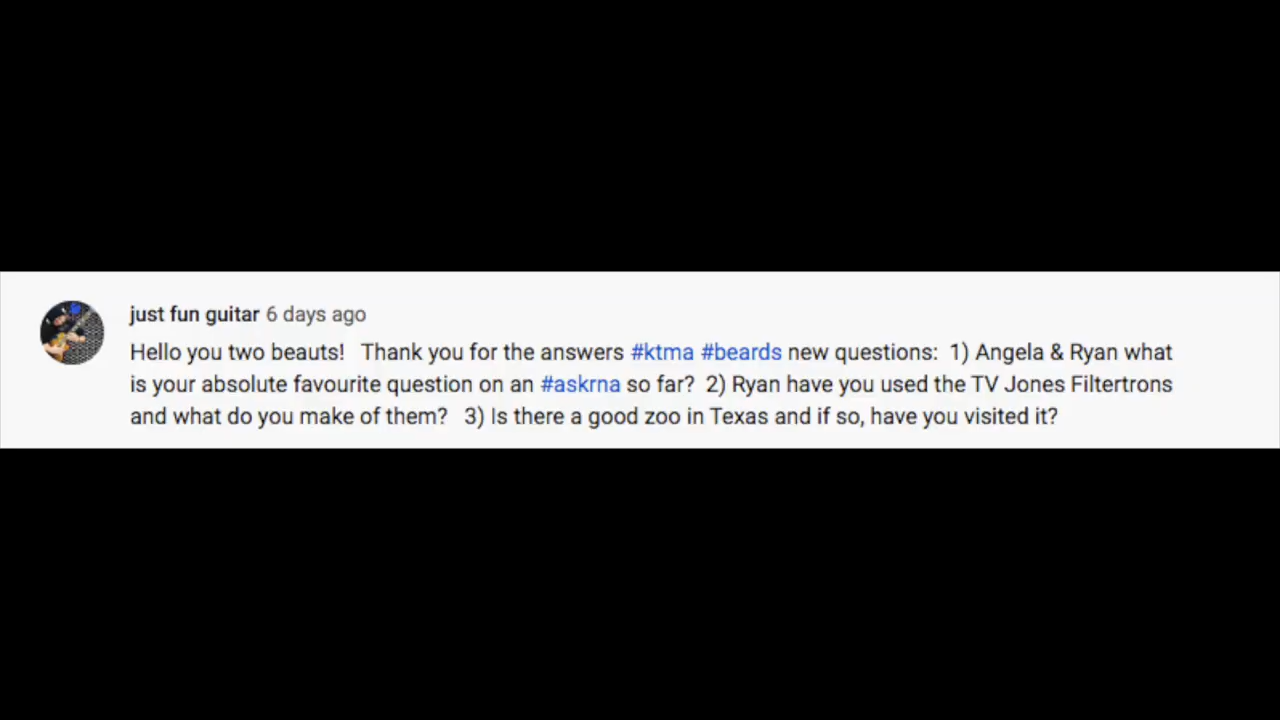 just fun guitar 6 days ago
Hello you two beauts! Thank you for the answers #ktma #beards new questions: 1) Angela & Ryan what
is your absolute favourite question on an #askrna so far? 2) Ryan have you used the TV Jones Filtertrons
and what do you make of them? 3) Is there a good zoo in Texas and if so, have you visited it?